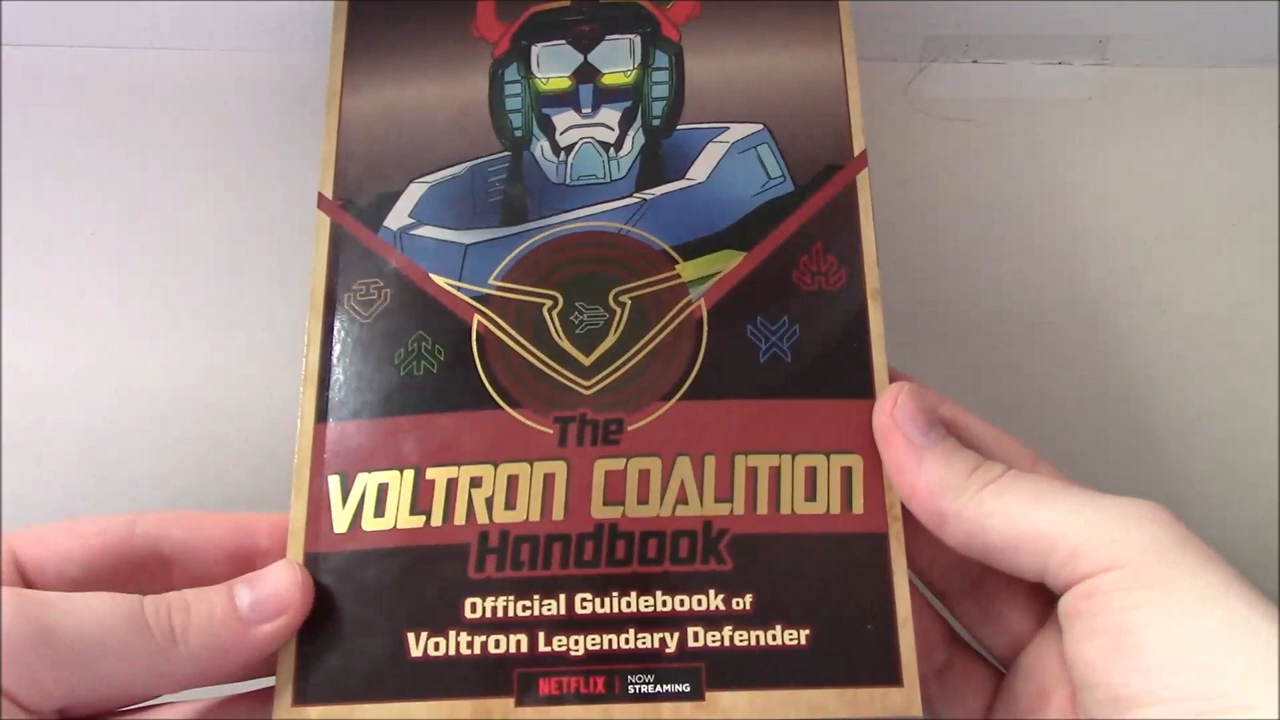 The
VOLTRON COALITION
Handbook
Official Guidebook of
Voltron Legendary Defender
NETFLIX | NOW
STREAMING